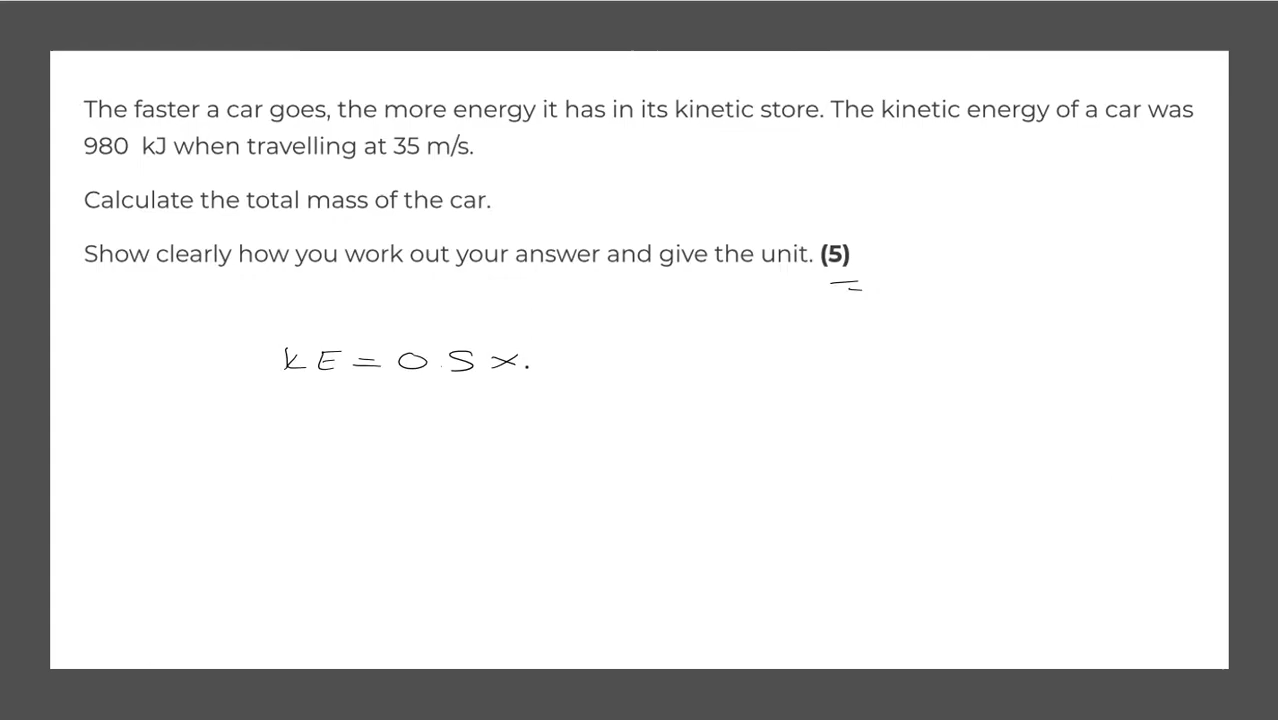 The faster a car goes, the more energy it has in its kinetic store. The kinetic energy of a car was
980 kJ when travelling at 35 m/s.
Calculate the total mass of the car.
Show clearly how you work out your answer and give the unit. (5)
KE = 0.5 ×